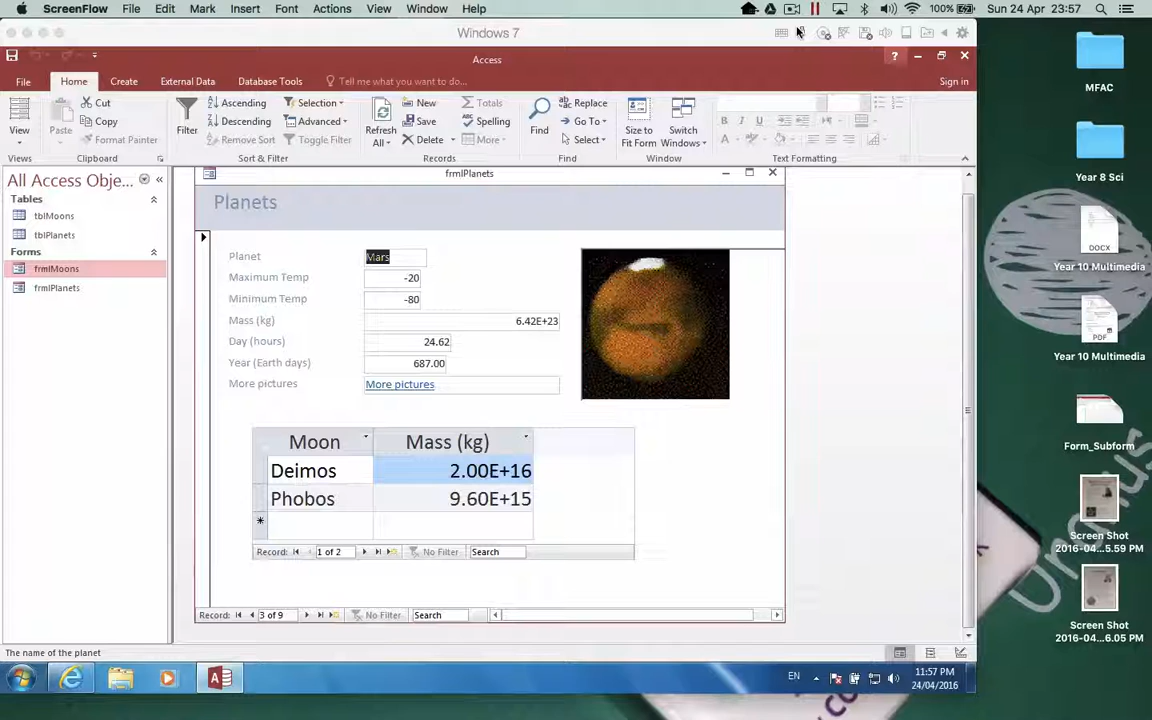 ScreenFlow File Edit Mark Insert Font Actions View Window Help 100% Sun 24 Apr 23:57
Windows 7
Access
File Home Create External Data Database Tools Tell me what you want to do... Sign in
View
Views
Paste
Cut
Copy
Format Painter
Clipboard
Filter
Ascending
Descending
Remove Sort
Selection
Advanced
Toggle Filter
Sort & Filter
Refresh All
New
Save
Delete
Totals
Spelling
More
Records
Find
Replace
Go To
Select
Find
Size to Fit Form
Switch Windows
Window
B I U
A
Text Formatting
All Access Obje...
Tables
tblMoons
tblPlanets
Forms
frmlMoons
frmlPlanets
frmlPlanets
Planets
Planet Mars
Maximum Temp -20
Minimum Temp -80
Mass (kg) 6.42E+23
Day (hours) 24.62
Year (Earth days) 687.00
More pictures More pictures
Moon Mass (kg)
Deimos 2.00E+16
Phobos 9.60E+15
Record: 1 of 2 No Filter Search
Record: 3 of 9 No Filter Search
The name of the planet
EN 11:57 PM
24/04/2016
MFAC
Year 8 Sci
DOCX
Year 10 Multimedia
PDF
Year 10 Multimedia
Form_Subform
Screen Shot
2016-04...5.59 PM
Screen Shot
2016-04...6.05 PM